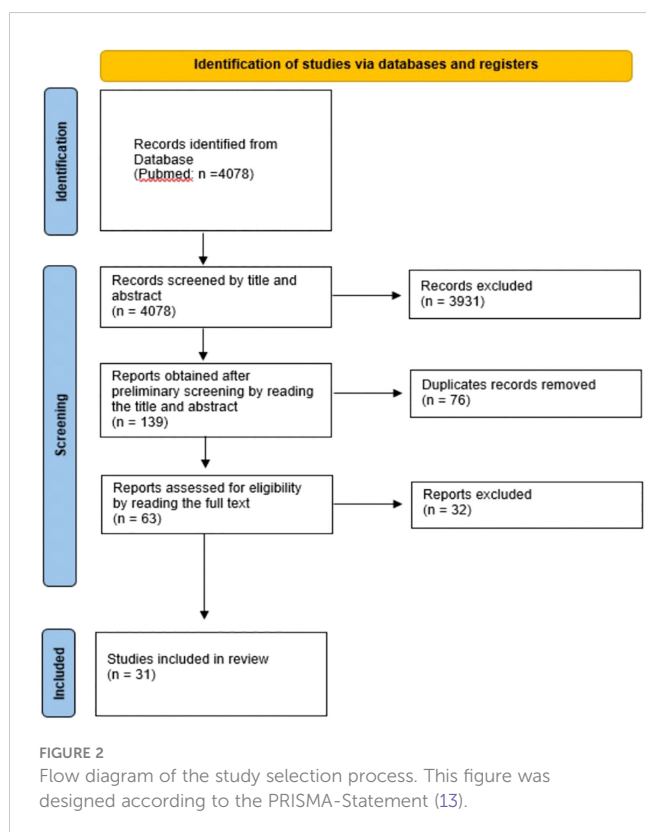 Identification of studies via databases and registers
Identification
Records identified from
Database
(Pubmed: n =4078)
Screening
Records screened by title and
abstract
(n = 4078)
Records excluded
(n = 3931)
Reports obtained after
preliminary screening by reading
the title and abstract
(n = 139)
Duplicates records removed
(n = 76)
Reports assessed for eligibility
by reading the full text
(n = 63)
Reports excluded
(n = 32)
Included
Studies included in review
(n = 31)
FIGURE 2
Flow diagram of the study selection process. This figure was
designed according to the PRISMA-Statement (13).